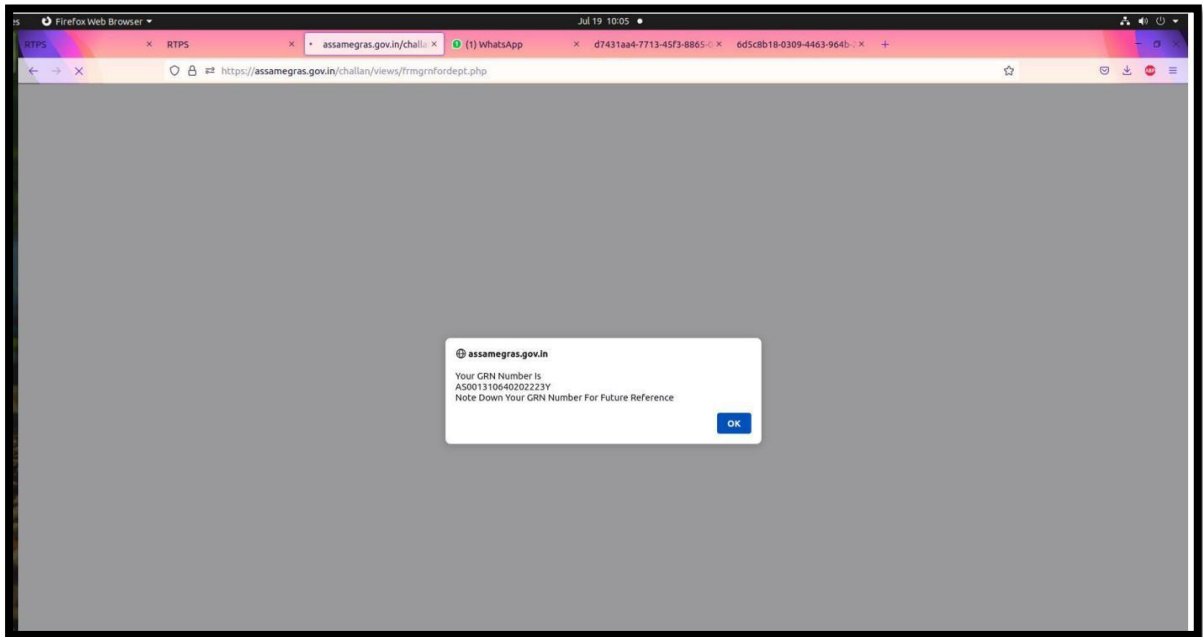 es Firefox Web Browser Jul 19 10:05
RTPS RTPS assamegras.gov.in/challa (1) WhatsApp d7431aa4-7713-45f3-8865- 6d5c8b18-0309-4463-964b-
https://assamegras.gov.in/challan/views/frmgrnfordept.php
assamegras.gov.in
Your GRN Number Is
AS001310640202223Y
Note Down Your GRN Number For Future Reference
OK